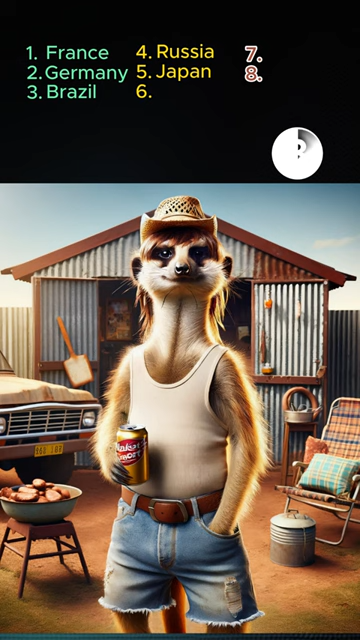 1. France
2. Germany
3. Brazil
4. Russia
5. Japan
6.
7.
8.